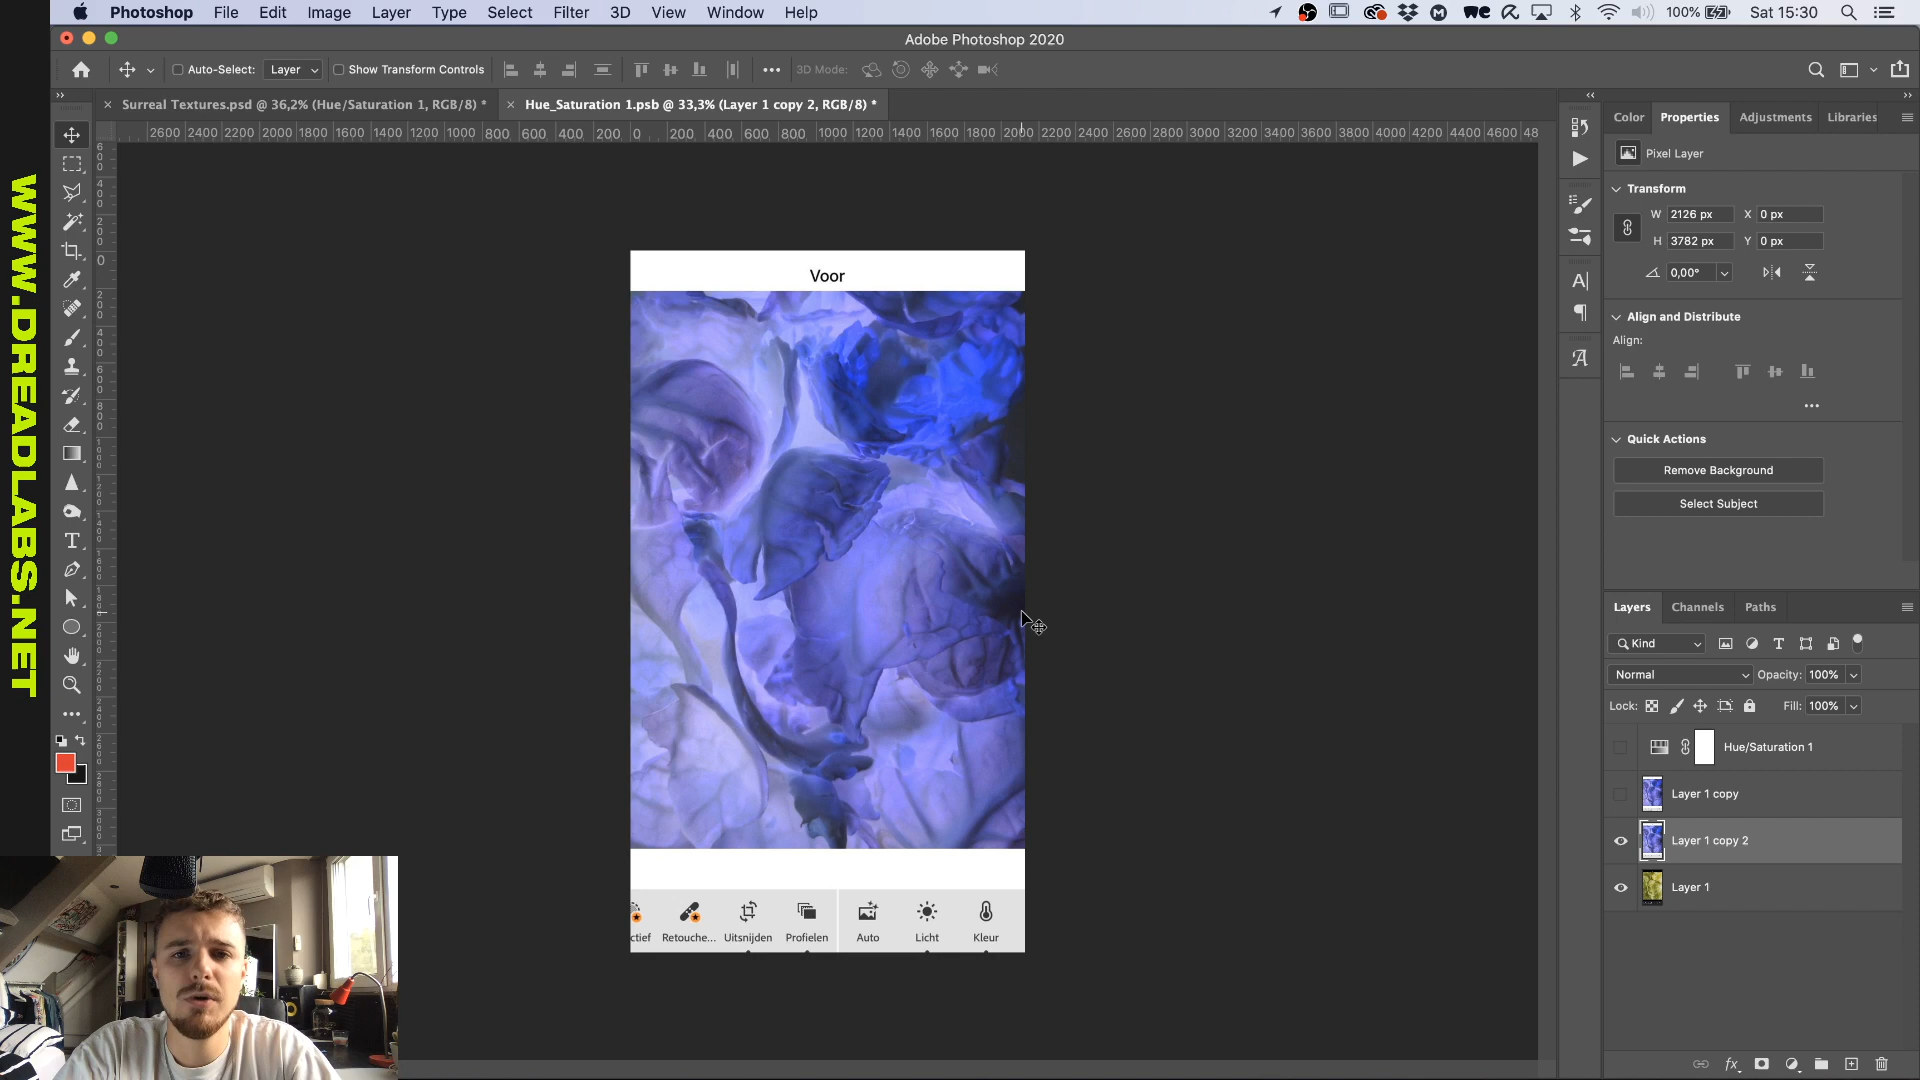 Photoshop File Edit Image Layer Type Select Filter 3D View Window Help 100% Sat 15:30
Adobe Photoshop 2020
Auto-Select: Layer Show Transform Controls 3D Mode:
Surreal Textures.psd @ 36,2% (Hue/Saturation 1, RGB/8) *
Hue_Saturation 1.psb @ 33,3% (Layer 1 copy 2, RGB/8) *
2600 2400 2200 2000 1800 1600 1400 1200 1000 800 600 400 200 0 200 400 600 800 1000 1200 1400 1600 1800 2000 2200 2400 2600 2800 3000 3200 3400 3600 3800 4000 4200 4400 4600 48
WWW.DREADLABS.NET
Voor
ctief Retouche... Uitsnijden Profielen Auto Licht Kleur
Color Properties Adjustments Libraries
Pixel Layer
Transform
W 2126 px X 0 px
H 3782 px Y 0 px
0,00°
Align and Distribute
Align:
Quick Actions
Remove Background
Select Subject
Layers Channels Paths
Kind
Normal Opacity: 100%
Lock: Fill: 100%
Hue/Saturation 1
Layer 1 copy
Layer 1 copy 2
Layer 1